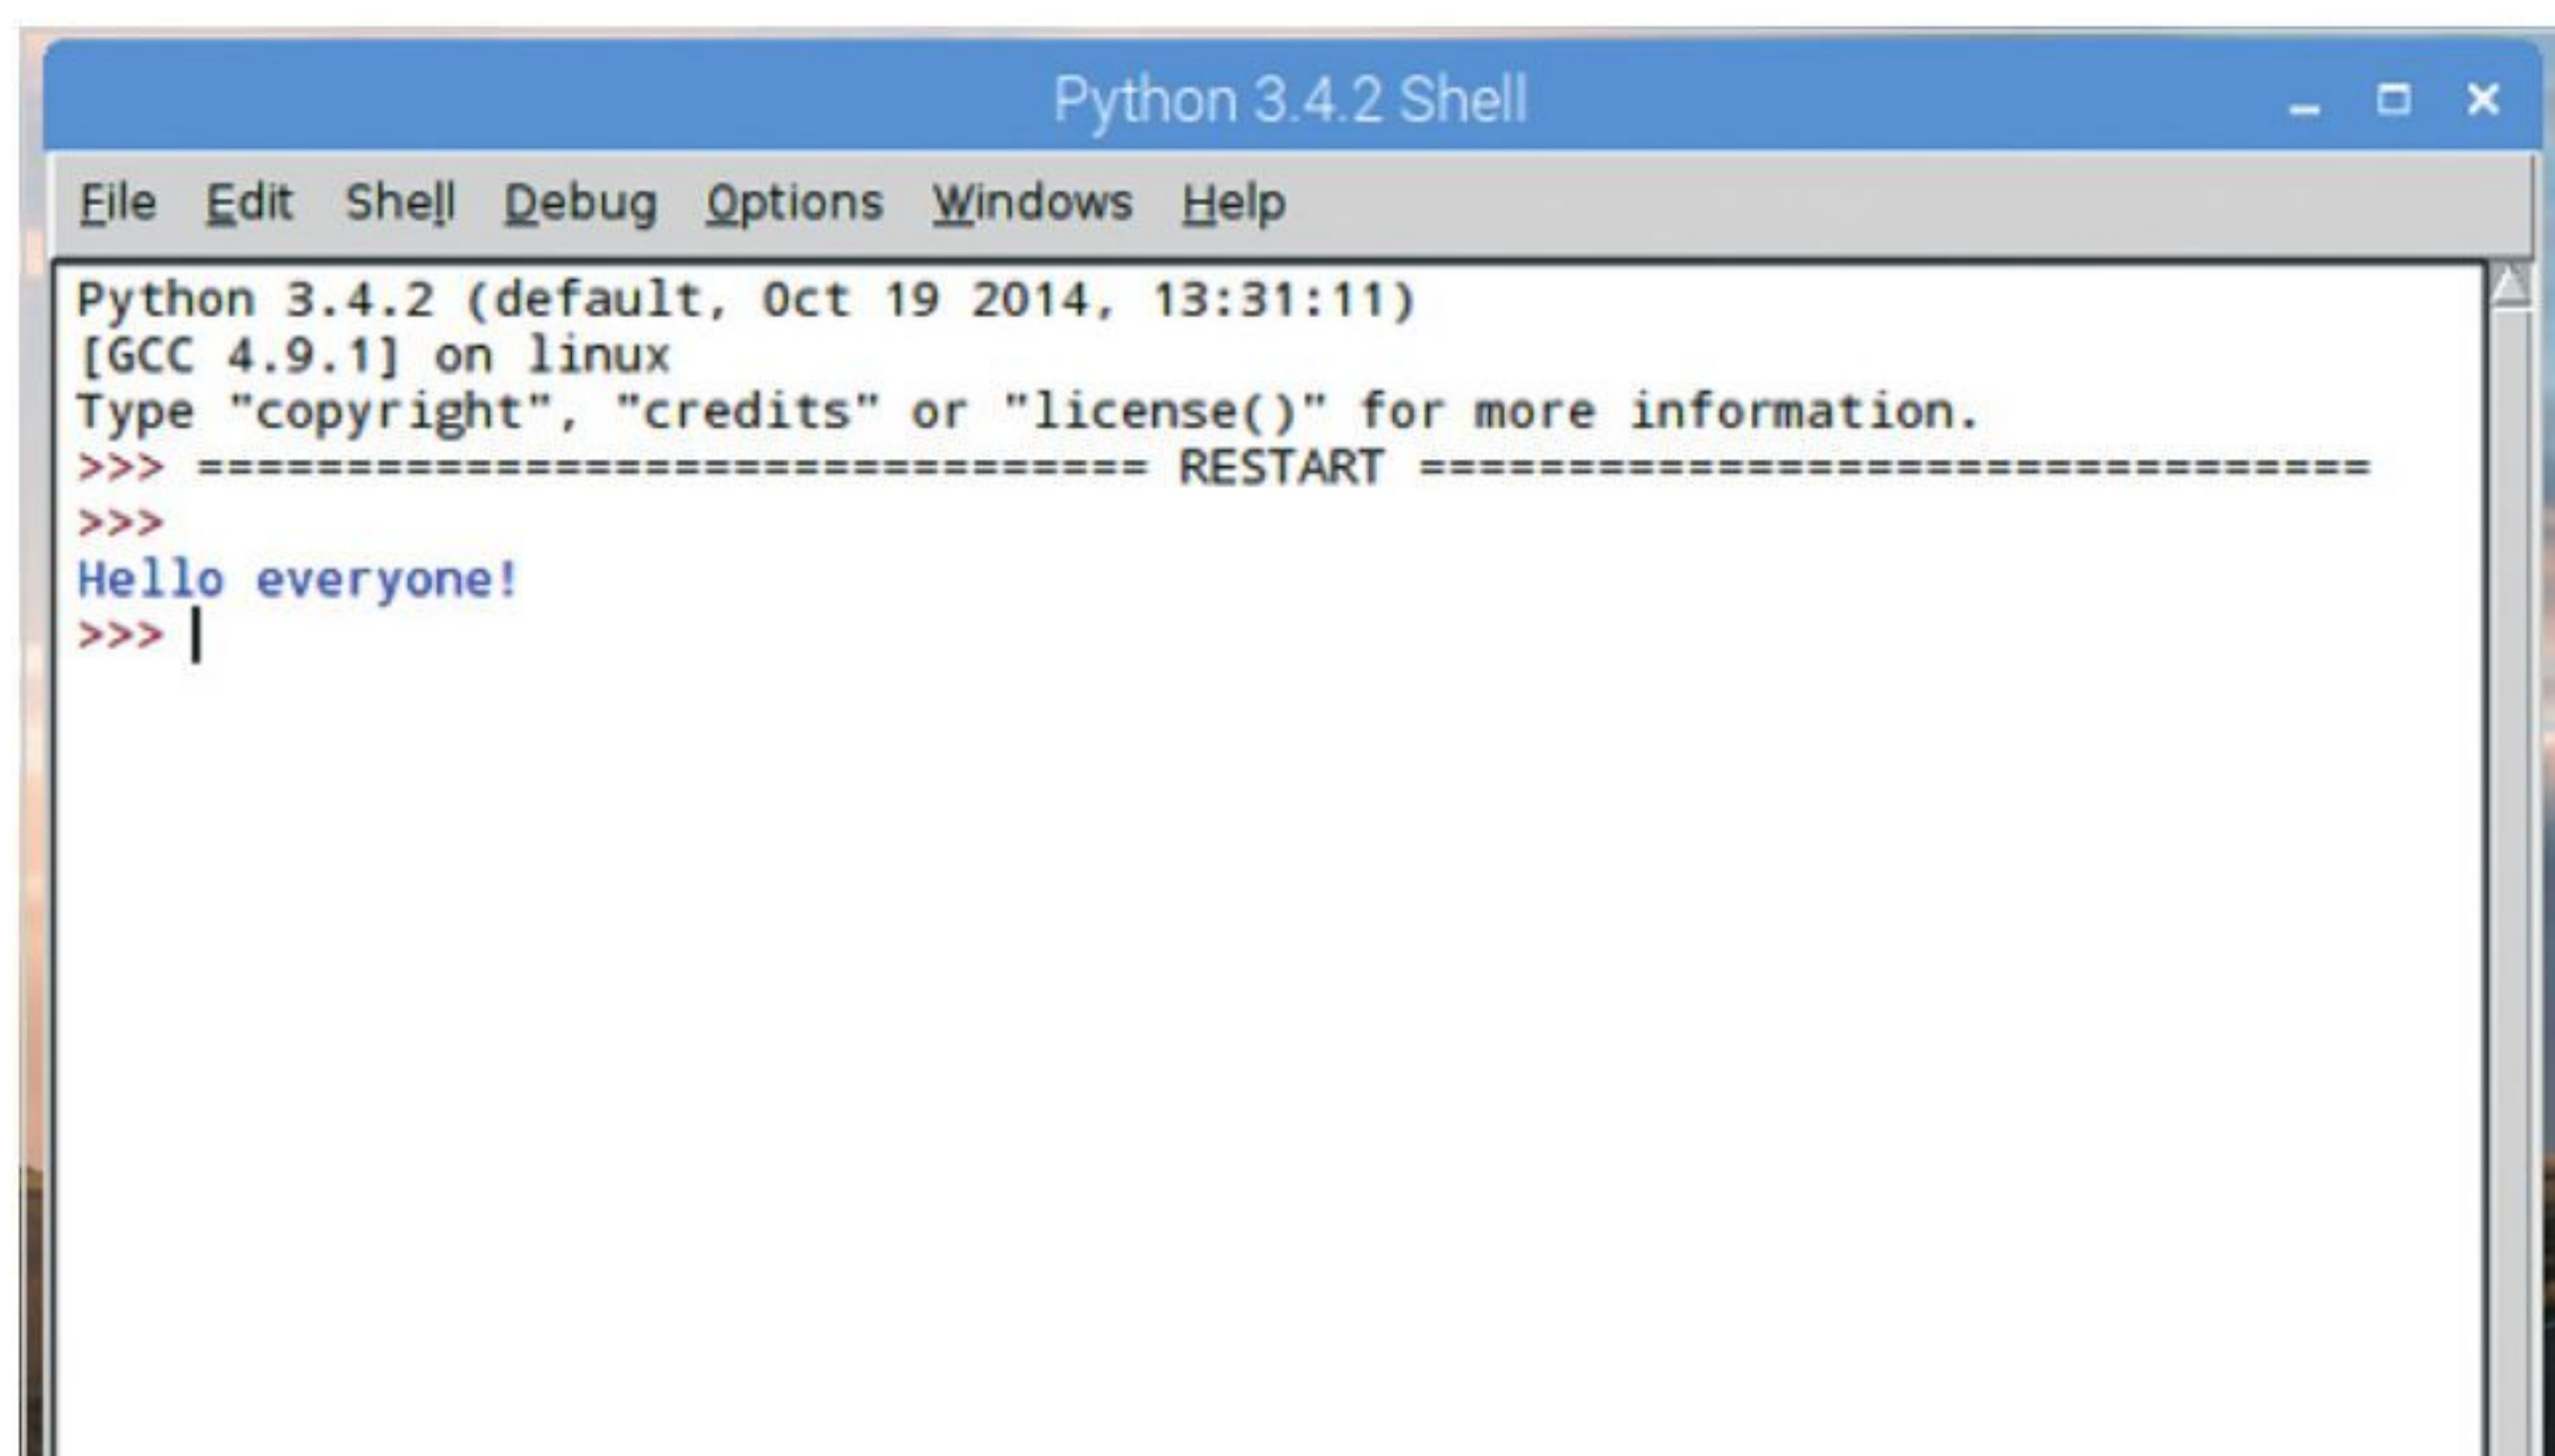 Python 3.4.2 Shell
File Edit Shell Debug Options Windows Help
Python 3.4.2 (default, Oct 19 2014, 13:31:11)
[GCC 4.9.1] on linux
Type "copyright", "credits" or "license()" for more information.
>>> ================================ RESTART ================================
>>>
Hello everyone!
>>>